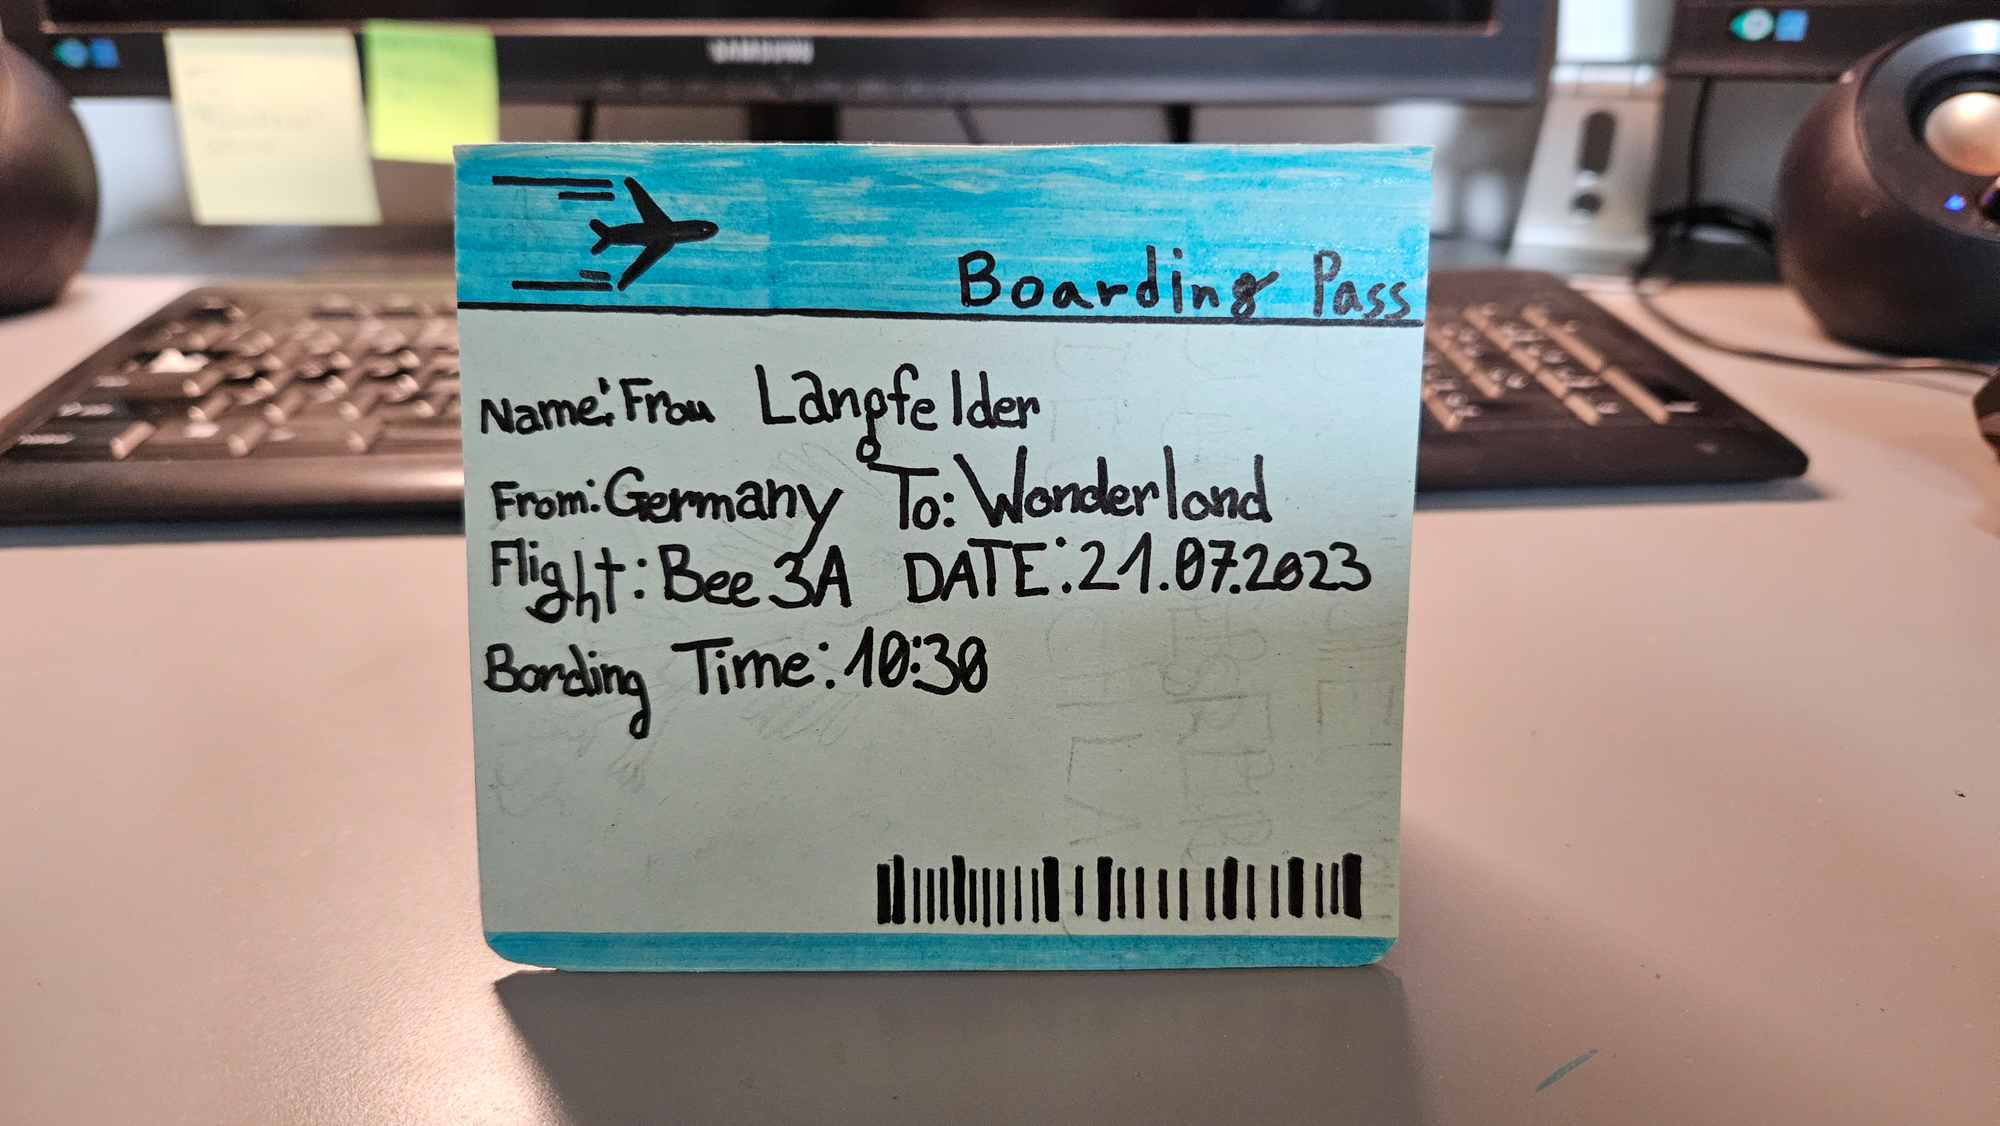 SAMSUNG
Boarding Pass
Name: Frau Langfelder
From: Germany To: Wonderland
Flight: Bee 3A DATE: 21.07.2023
Bording Time: 10:30